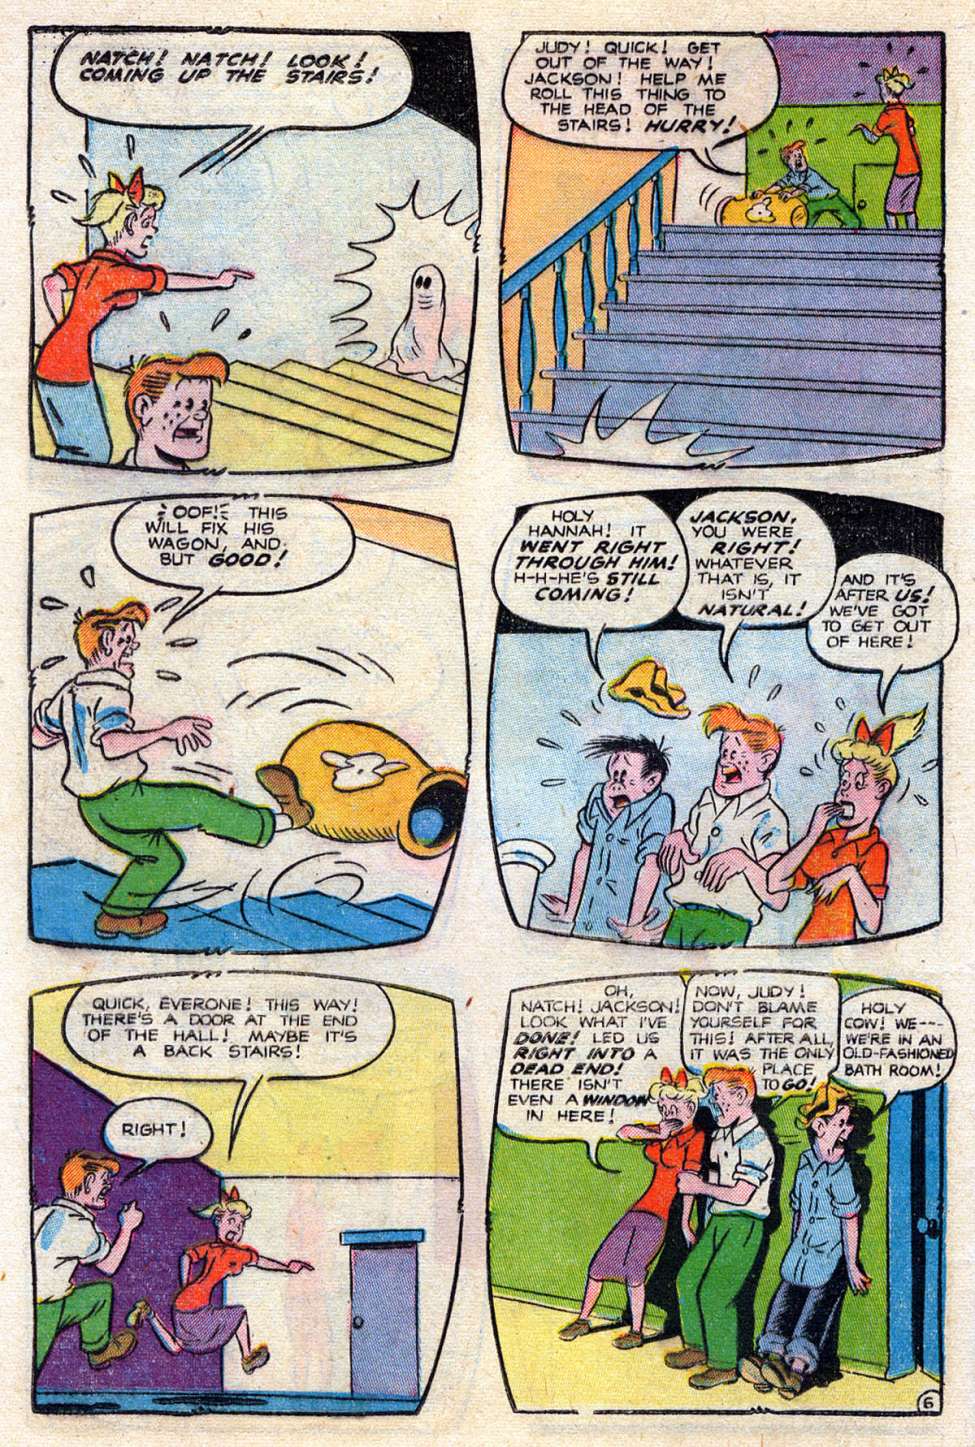 NATCH! NATCH! LOOK!
COMING UP THE STAIRS!
JUDY! QUICK! GET
OUT OF THE WAY!
JACKSON! HELP ME
ROLL THIS THING TO
THE HEAD OF THE
STAIRS! HURRY!
OOF! THIS
WILL FIX HIS
WAGON, AND
BUT GOOD!
HOLY
HANNAH! IT
WENT RIGHT
THROUGH HIM!
H-H-HE'S STILL
COMING!
JACKSON,
YOU WERE
RIGHT!
WHATEVER
THAT IS, IT
ISN'T
NATURAL!
AND IT'S
AFTER US!
WE'VE GOT
TO GET OUT
OF HERE!
QUICK, EVERONE! THIS WAY!
THERE'S A DOOR AT THE END
OF THE HALL! MAYBE IT'S
A BACK STAIRS!
RIGHT!
OH,
NATCH! JACKSON!
LOOK WHAT I'VE
DONE! LED US
RIGHT INTO A
DEAD END!
THERE ISN'T
EVEN A WINDOW
IN HERE!
NOW, JUDY!
DON'T BLAME
YOURSELF FOR
THIS! AFTER ALL,
IT WAS THE ONLY
PLACE
TO GO!
HOLY
COW! WE---
WE'RE IN AN
OLD-FASHIONED
BATH ROOM!
6